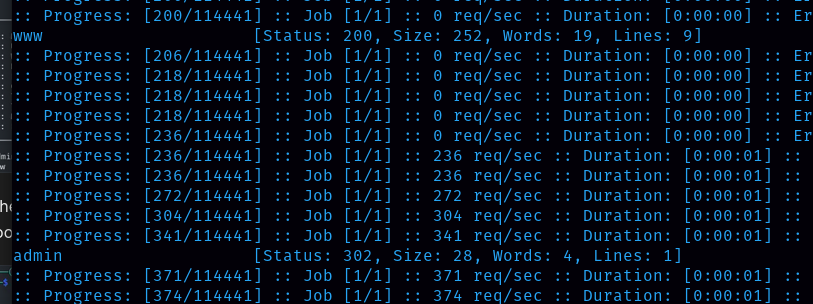 :: Progress: [200/114441] :: Job [1/1] :: 0 req/sec :: Duration: [0:00:00] :: Er
www [Status: 200, Size: 252, Words: 19, Lines: 9]
:: Progress: [206/114441] :: Job [1/1] :: 0 req/sec :: Duration: [0:00:00] :: Er
:: Progress: [218/114441] :: Job [1/1] :: 0 req/sec :: Duration: [0:00:00] :: Er
:: Progress: [218/114441] :: Job [1/1] :: 0 req/sec :: Duration: [0:00:00] :: Er
:: Progress: [218/114441] :: Job [1/1] :: 0 req/sec :: Duration: [0:00:00] :: Er
:: Progress: [236/114441] :: Job [1/1] :: 0 req/sec :: Duration: [0:00:00] :: Er
:: Progress: [236/114441] :: Job [1/1] :: 236 req/sec :: Duration: [0:00:01] ::
:: Progress: [236/114441] :: Job [1/1] :: 236 req/sec :: Duration: [0:00:01] ::
:: Progress: [272/114441] :: Job [1/1] :: 272 req/sec :: Duration: [0:00:01] ::
:: Progress: [304/114441] :: Job [1/1] :: 304 req/sec :: Duration: [0:00:01] ::
:: Progress: [341/114441] :: Job [1/1] :: 341 req/sec :: Duration: [0:00:01] ::
admin [Status: 302, Size: 28, Words: 4, Lines: 1]
:: Progress: [371/114441] :: Job [1/1] :: 371 req/sec :: Duration: [0:00:01] ::
:: Progress: [374/114441] :: Job [1/1] :: 374 req/sec :: Duration: [0:00:01] ::